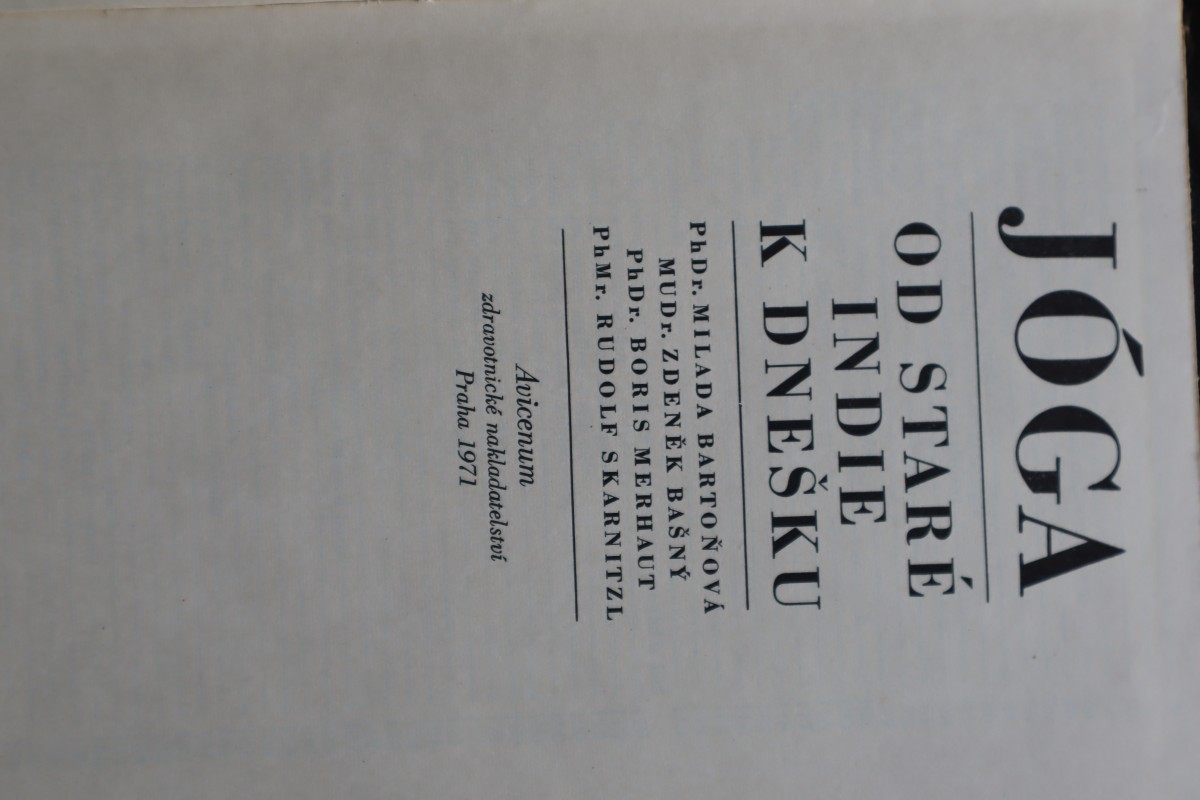 JÓGA
OD STARÉ
INDIE
K DNEŠKU
PhDr. MILADA BARTOŇOVÁ
MUDr. ZDENĚK BAŠNÝ
PhDr. BORIS MERHAUT
PhMr. RUDOLF SKARNITZL
Avicenum
zdravotnické nakladatelství
Praha 1971